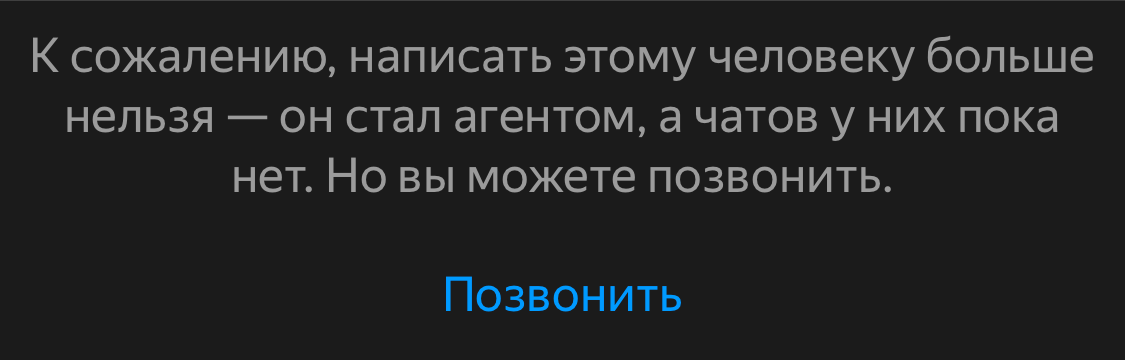 К сожалению, написать этому человеку больше
нельзя — он стал агентом, а чатов у них пока
нет. Но вы можете позвонить.
Позвонить